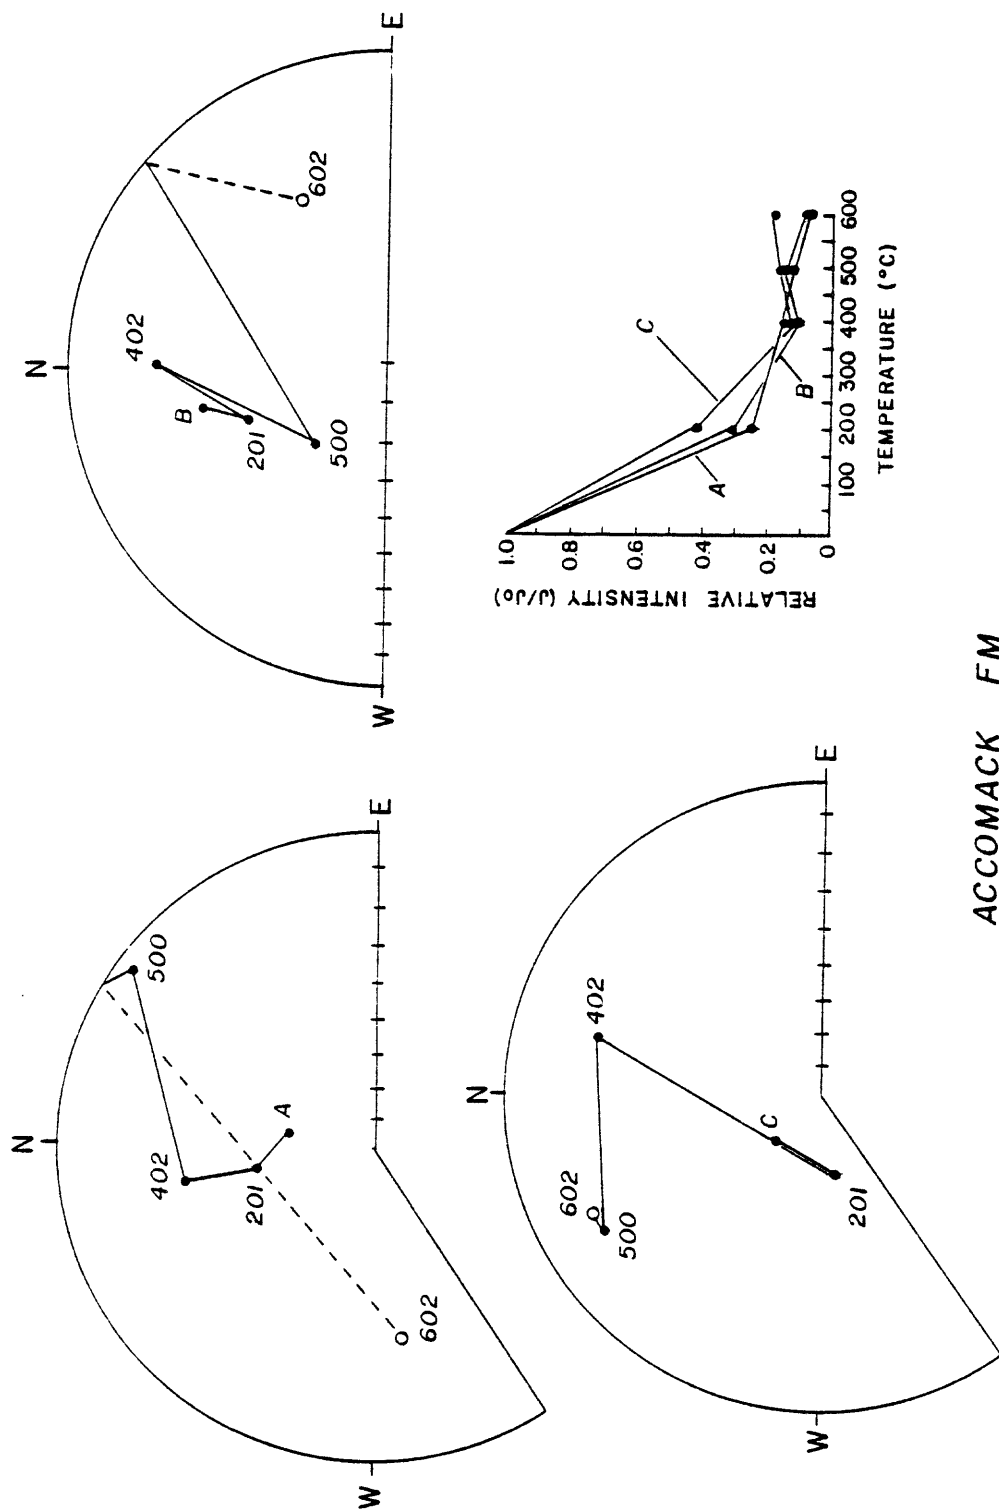 N
500
402
A
201
602
W
E
N
402
B
201
500
602
W
E
N
402
602
500
C
201
W
E
RELATIVE INTENSITY (J/Jo)
1.0
0.8
0.6
0.4
0.2
0
C
A
B
100 200 300 400 500 600
TEMPERATURE (°C)
ACCOMACK FM